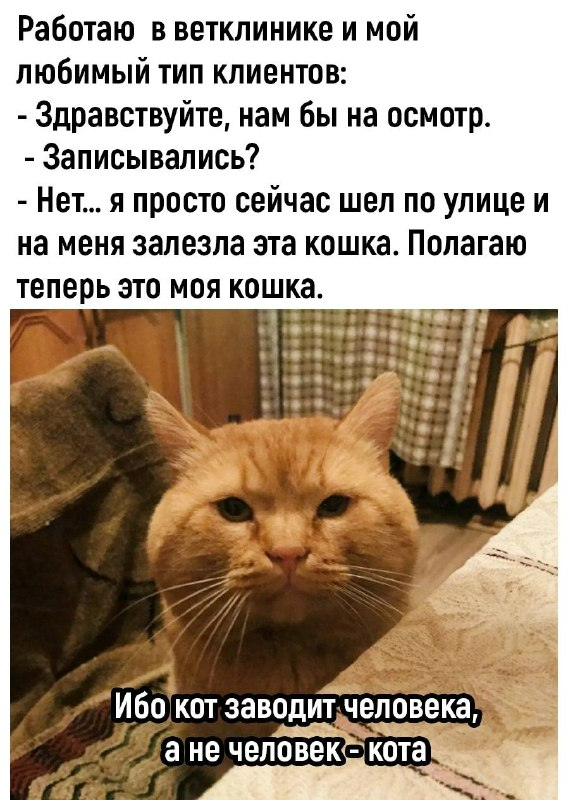 Работаю в ветклинике и мой
любимый тип клиентов:
- Здравствуйте, нам бы на осмотр.
- Записывались?
- Нет... я просто сейчас шел по улице и
на меня залезла эта кошка. Полагаю
теперь это моя кошка.
Ибо кот заводит человека,
а не человек - кота